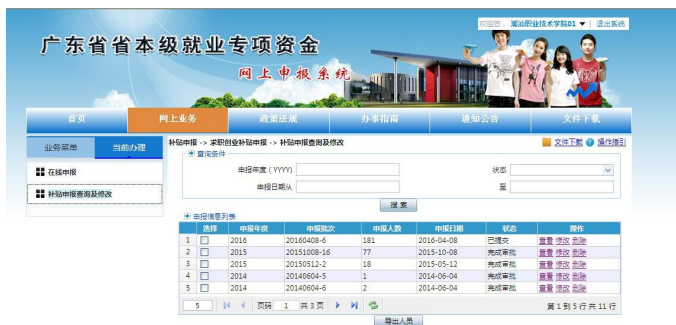 欢迎您，潮汕职业技术学院01 ▼ | 退出系统
广东省省本级就业专项资金
网上申报系统
首页 网上业务 政策法规 办事指南 通知公告 文件下载
业务菜单 当前办理
在线申报
补贴申报查询及修改
补贴申报 -> 求职创业补贴申报 -> 补贴申报查询及修改 文件下载 操作指引
查询条件
申报年度 (YYYY) 状态
申报日期从 至
搜索
申报信息列表
选择 申报年度 申报批次 申报人数 申报日期 状态 操作
1 2016 20160408-6 181 2016-04-08 已提交 查看 修改 删除
2 2015 20151008-16 77 2015-10-08 完成审批 查看 修改 删除
3 2015 20150512-2 18 2015-05-12 完成审批 查看 修改 删除
4 2014 20140604-5 1 2014-06-04 完成审批 查看 修改 删除
5 2014 20140604-6 2 2014-06-04 完成审批 查看 修改 删除
5 页码 1 共 3 页 第 1 到 5 行 共 11 行
导出人员